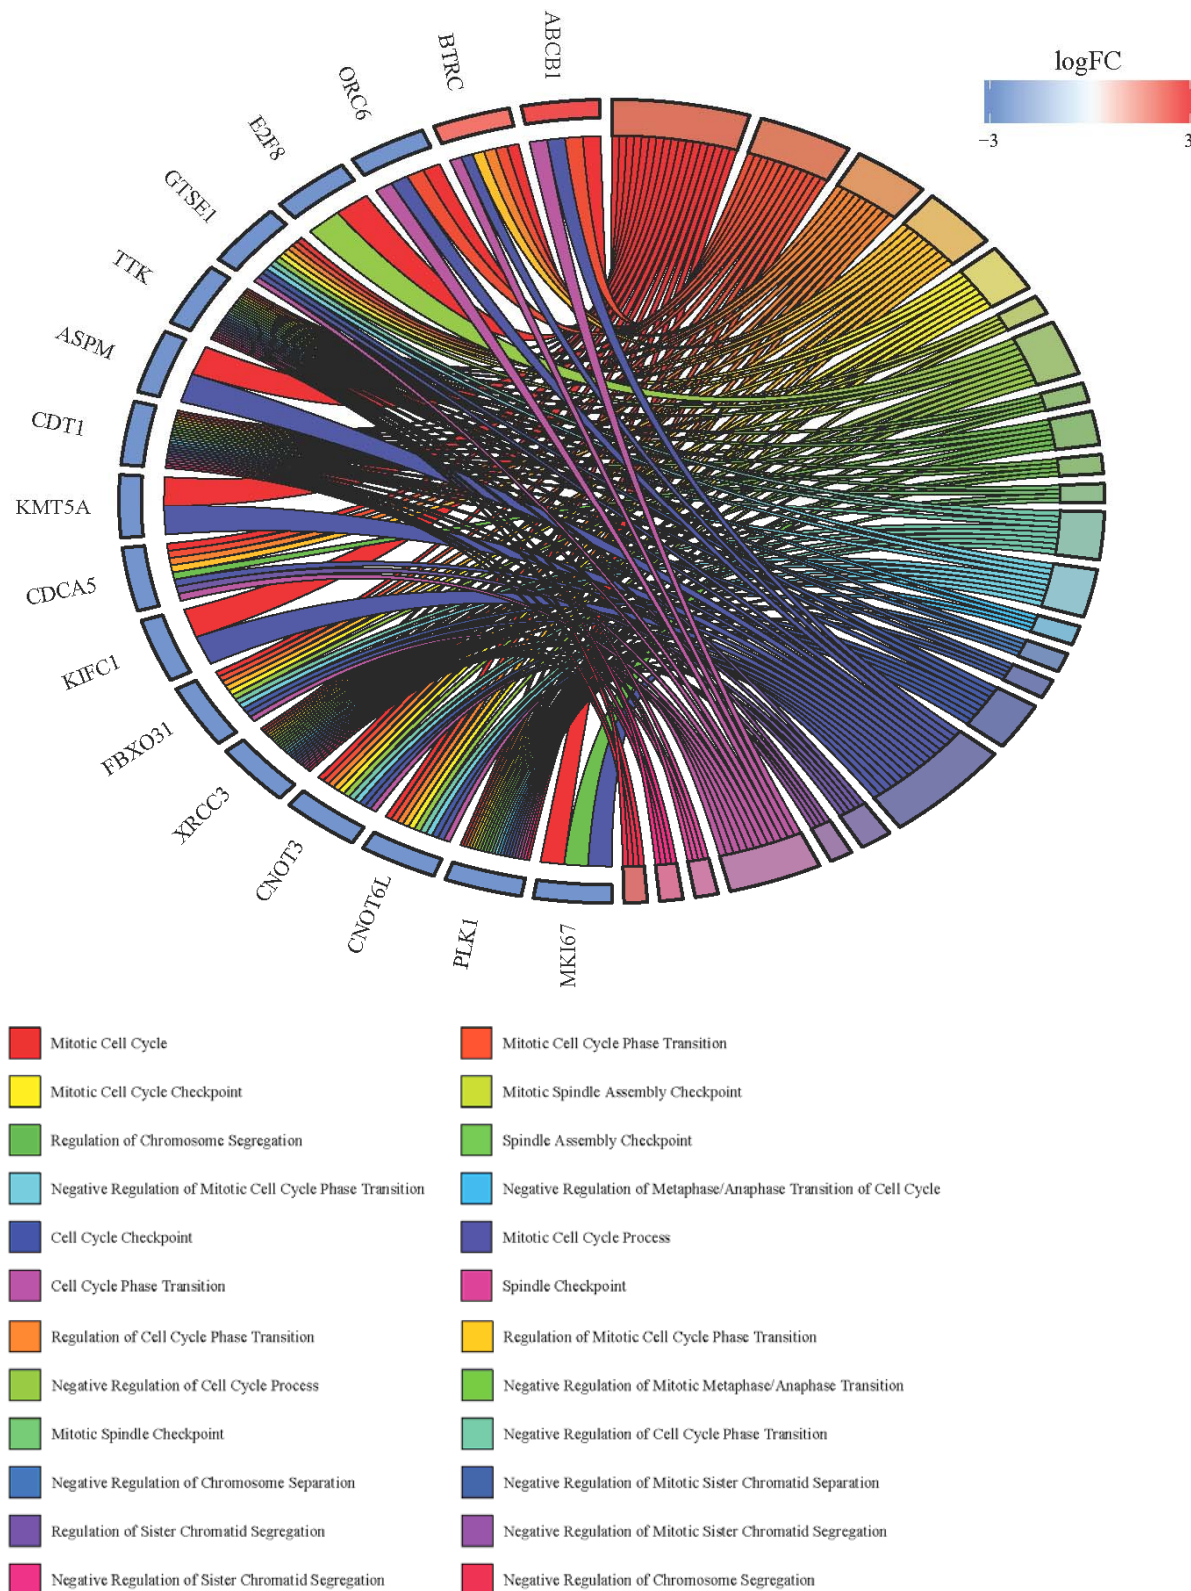 ABCB1
BTRC
ORC6
E2F8
GTSE1
TTK
ASPM
CDT1
KMT5A
CDCA5
KIFC1
FBXO31
XRCC3
CNOT3
CNOT6L
PLK1
MKI67
logFC
−3 3
Mitotic Cell Cycle
Mitotic Cell Cycle Phase Transition
Mitotic Cell Cycle Checkpoint
Mitotic Spindle Assembly Checkpoint
Regulation of Chromosome Segregation
Spindle Assembly Checkpoint
Negative Regulation of Mitotic Cell Cycle Phase Transition
Negative Regulation of Metaphase/Anaphase Transition of Cell Cycle
Cell Cycle Checkpoint
Mitotic Cell Cycle Process
Cell Cycle Phase Transition
Spindle Checkpoint
Regulation of Cell Cycle Phase Transition
Regulation of Mitotic Cell Cycle Phase Transition
Negative Regulation of Cell Cycle Process
Negative Regulation of Mitotic Metaphase/Anaphase Transition
Mitotic Spindle Checkpoint
Negative Regulation of Cell Cycle Phase Transition
Negative Regulation of Chromosome Separation
Negative Regulation of Mitotic Sister Chromatid Separation
Regulation of Sister Chromatid Segregation
Negative Regulation of Mitotic Sister Chromatid Segregation
Negative Regulation of Sister Chromatid Segregation
Negative Regulation of Chromosome Segregation